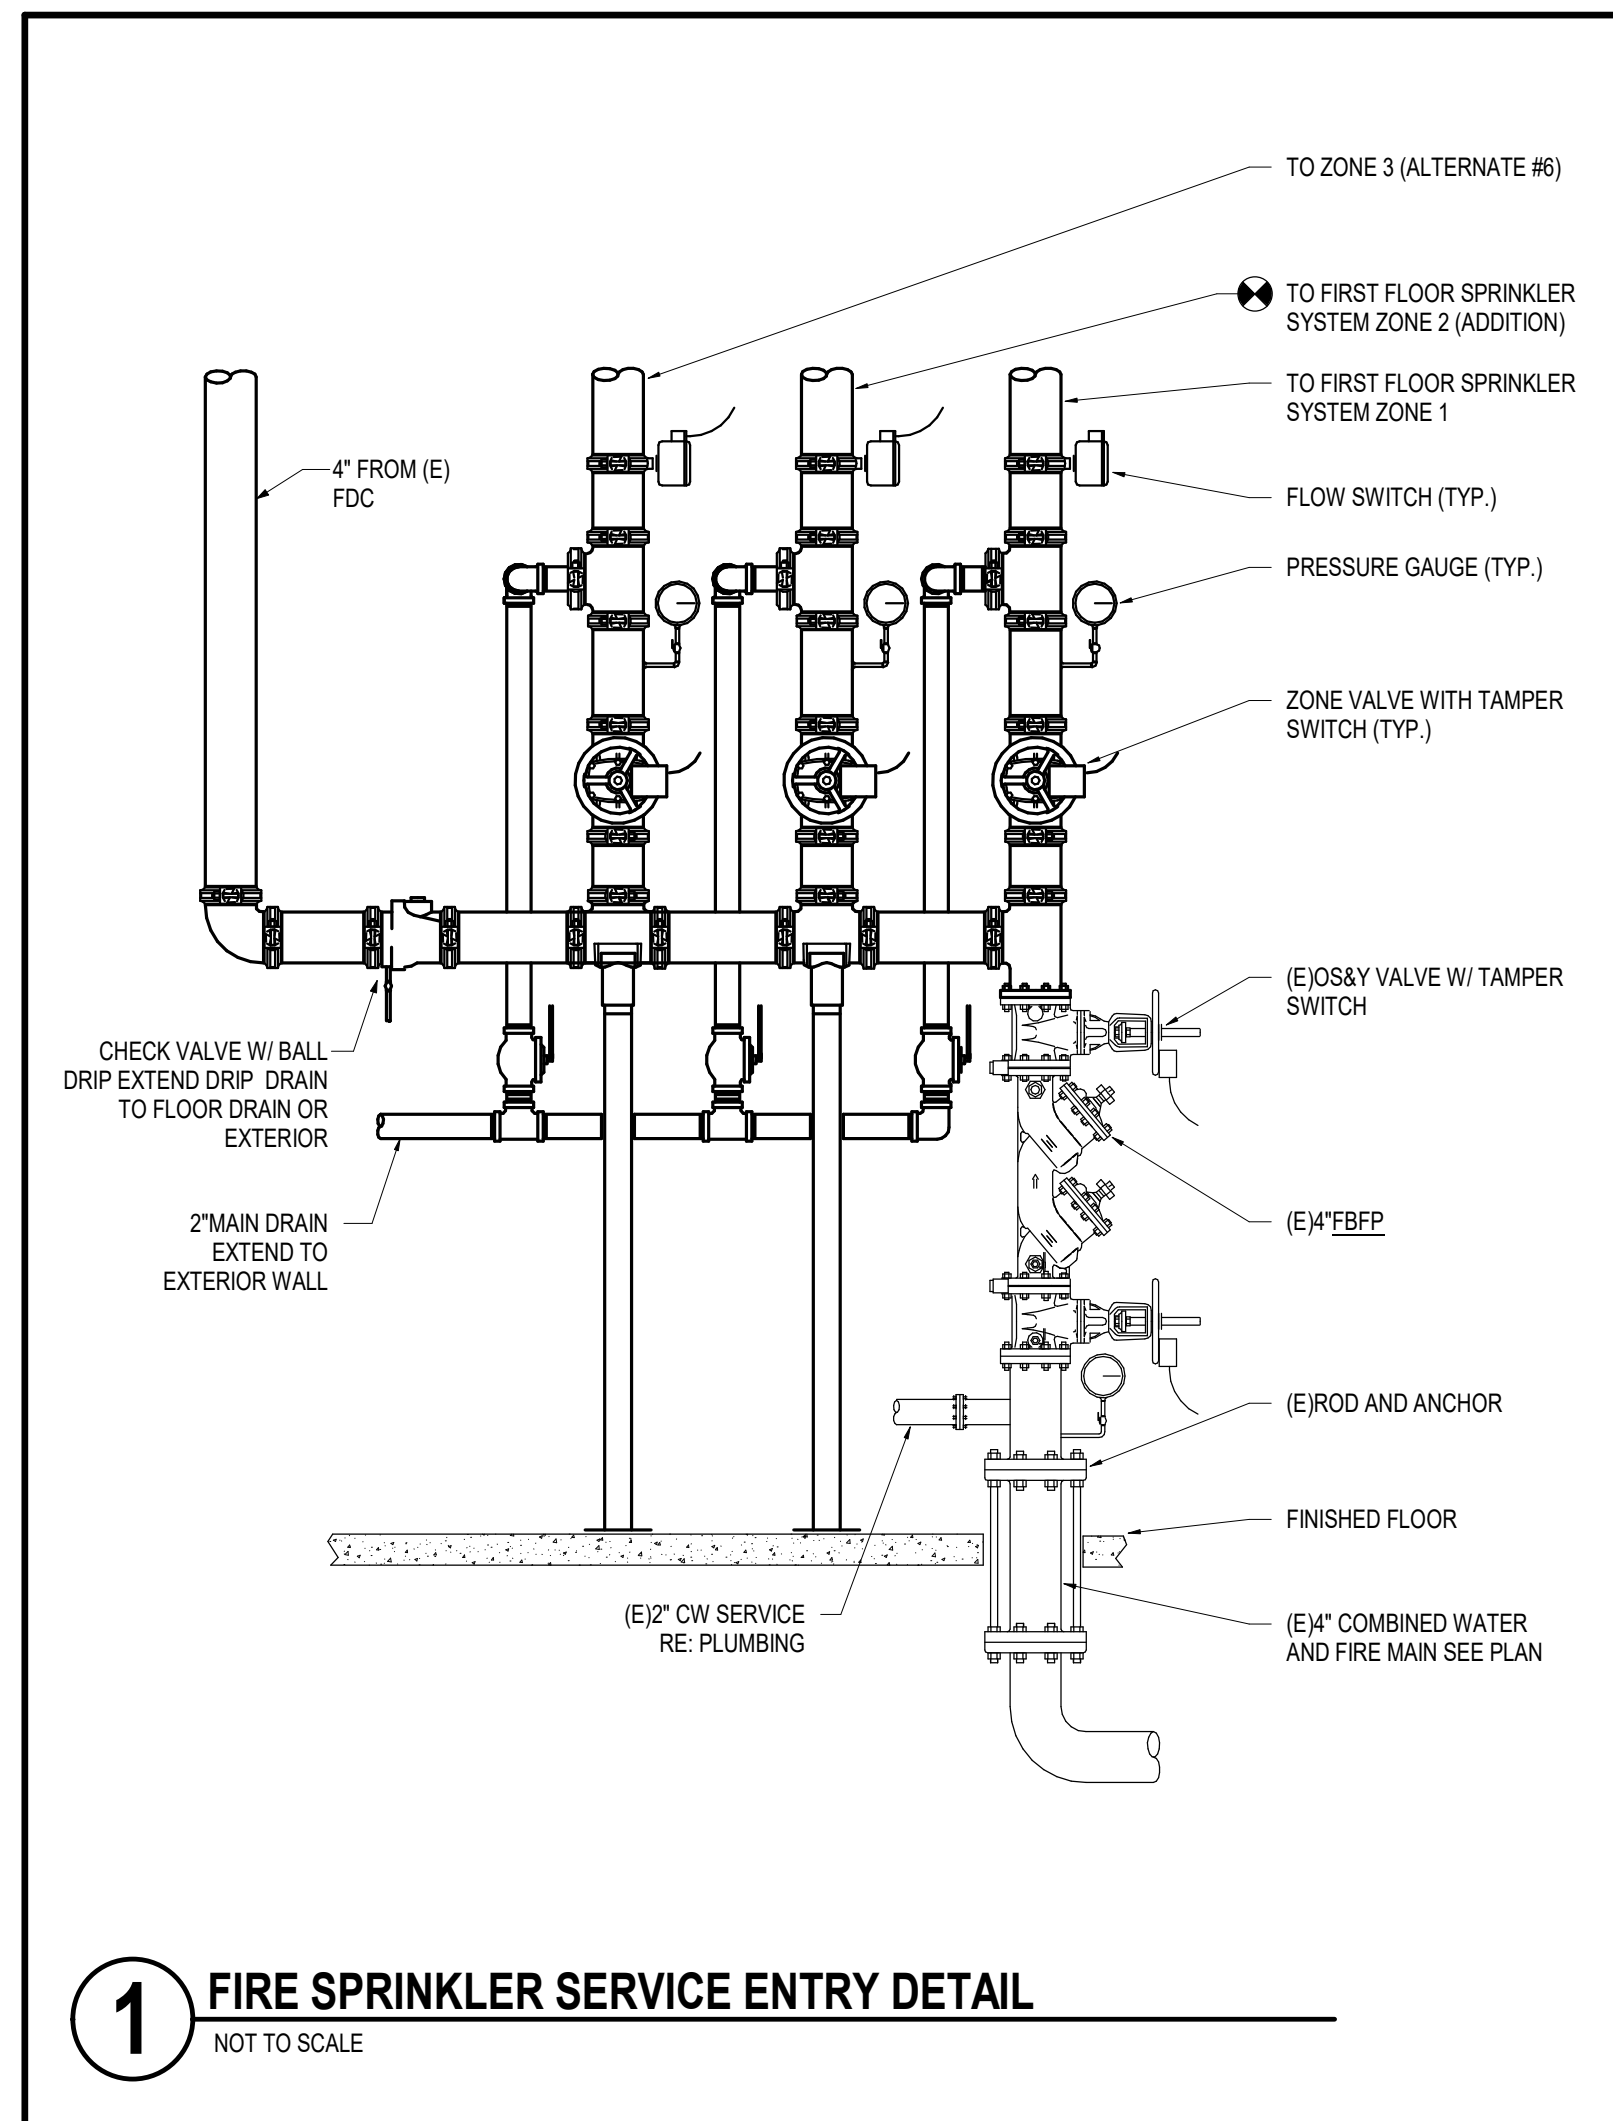 TO ZONE 3 (ALTERNATE #6)
TO FIRST FLOOR SPRINKLER
SYSTEM ZONE 2 (ADDITION)
TO FIRST FLOOR SPRINKLER
SYSTEM ZONE 1
4" FROM (E)
FDC
FLOW SWITCH (TYP.)
PRESSURE GAUGE (TYP.)
ZONE VALVE WITH TAMPER
SWITCH (TYP.)
(E)OS&Y VALVE W/ TAMPER
SWITCH
CHECK VALVE W/ BALL
DRIP EXTEND DRIP DRAIN
TO FLOOR DRAIN OR
EXTERIOR
2"MAIN DRAIN
EXTEND TO
EXTERIOR WALL
(E)4"FBFP
(E)ROD AND ANCHOR
FINISHED FLOOR
(E)2" CW SERVICE
RE: PLUMBING
(E)4" COMBINED WATER
AND FIRE MAIN SEE PLAN
1
FIRE SPRINKLER SERVICE ENTRY DETAIL
NOT TO SCALE